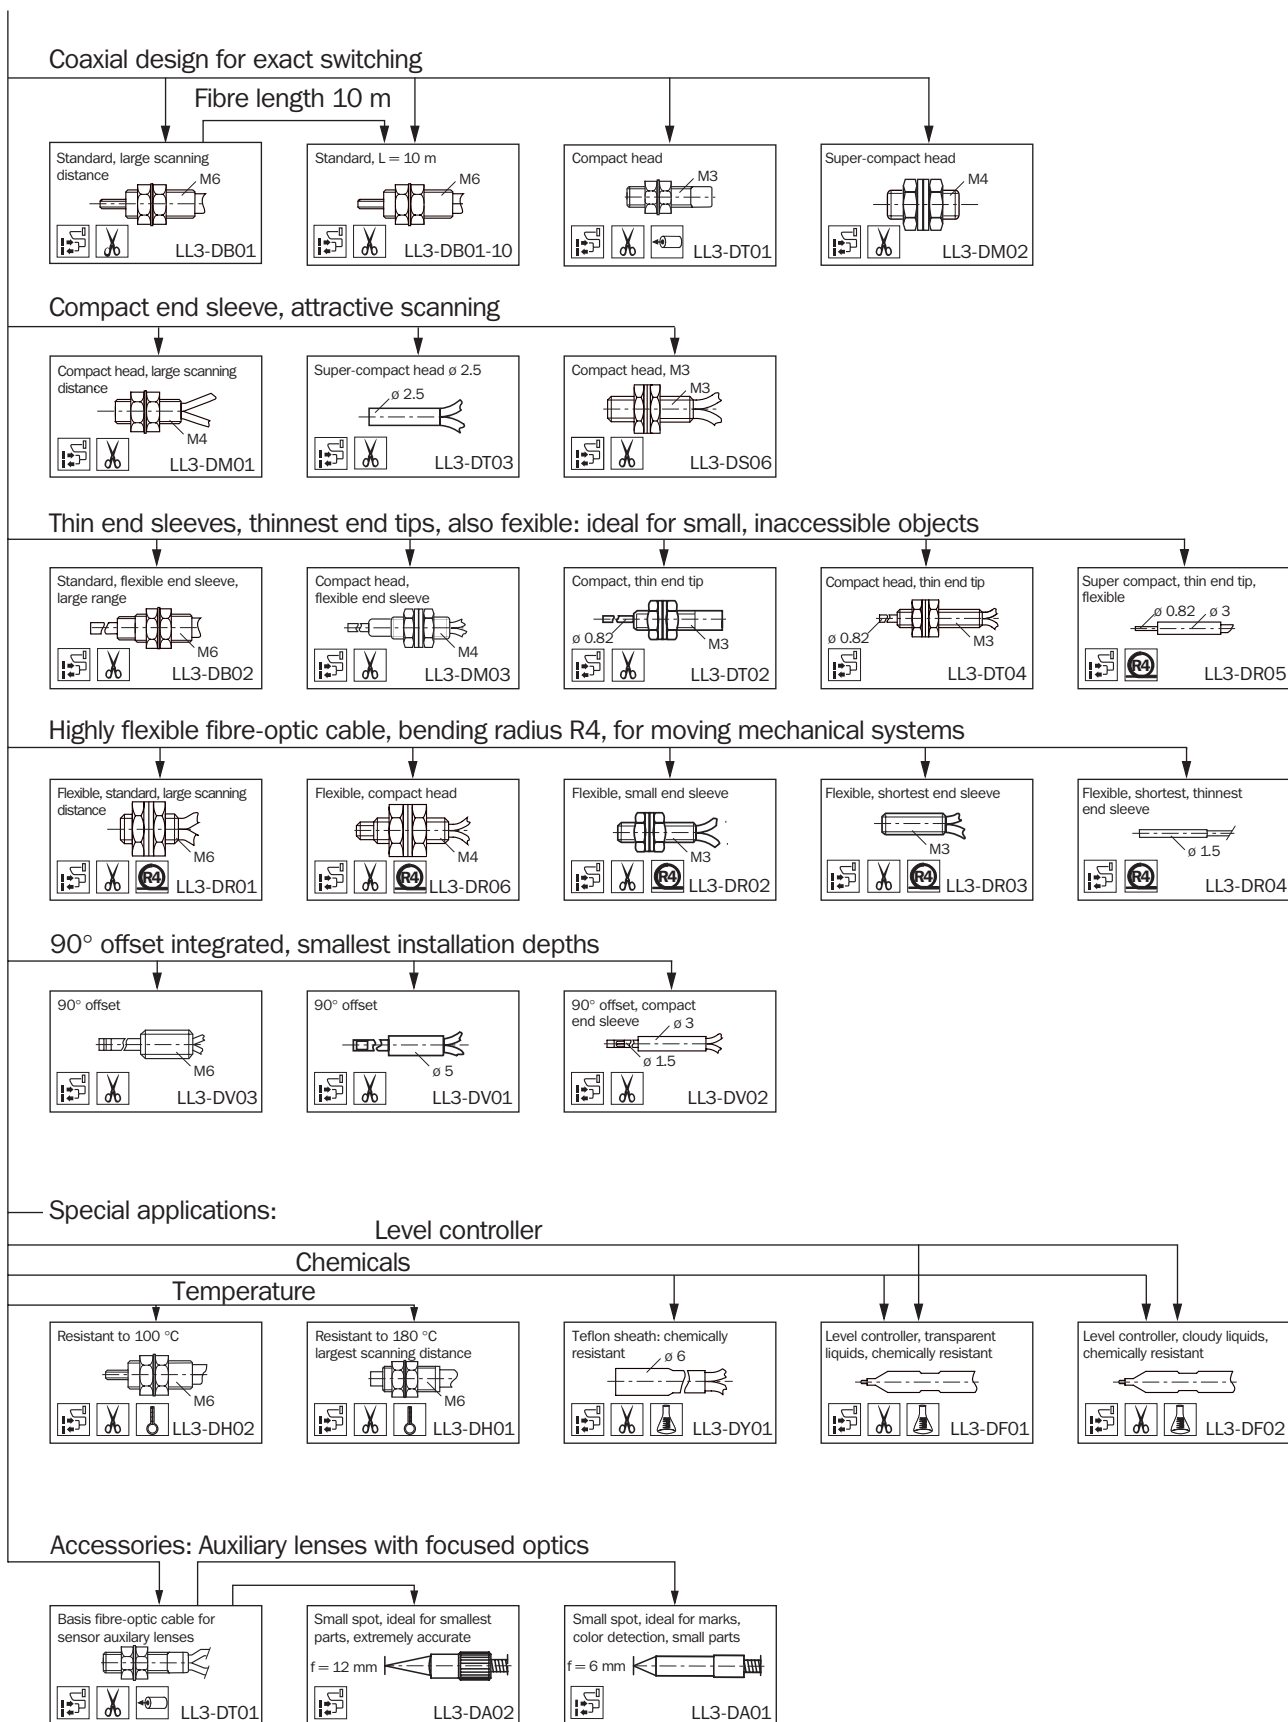 Coaxial design for exact switching
Fibre length 10 m
Standard, large scanning
distance
M6
LL3-DB01
Standard, L = 10 m
M6
LL3-DB01-10
Compact head
M3
LL3-DT01
Super-compact head
M4
LL3-DM02
Compact end sleeve, attractive scanning
Compact head, large scanning
distance
M4
LL3-DM01
Super-compact head ø 2.5
ø 2.5
LL3-DT03
Compact head, M3
M3
LL3-DS06
Thin end sleeves, thinnest end tips, also fexible: ideal for small, inaccessible objects
Standard, flexible end sleeve,
large range
M6
LL3-DB02
Compact head,
flexible end sleeve
M4
LL3-DM03
Compact, thin end tip
ø 0.82
M3
LL3-DT02
Compact head, thin end tip
ø 0.82
M3
LL3-DT04
Super compact, thin end tip,
flexible
ø 0.82 ø 3
R4
LL3-DR05
Highly flexible fibre-optic cable, bending radius R4, for moving mechanical systems
Flexible, standard, large scanning
distance
M6
R4
LL3-DR01
Flexible, compact head
M4
R4
LL3-DR06
Flexible, small end sleeve
M3
R4
LL3-DR02
Flexible, shortest end sleeve
M3
R4
LL3-DR03
Flexible, shortest, thinnest
end sleeve
ø 1.5
R4
LL3-DR04
90° offset integrated, smallest installation depths
90° offset
M6
LL3-DV03
90° offset
ø 5
LL3-DV01
90° offset, compact
end sleeve
ø 3
ø 1.5
LL3-DV02
Special applications:
Level controller
Chemicals
Temperature
Resistant to 100 °C
M6
LL3-DH02
Resistant to 180 °C
largest scanning distance
M6
LL3-DH01
Teflon sheath: chemically
resistant
ø 6
LL3-DY01
Level controller, transparent
liquids, chemically resistant
LL3-DF01
Level controller, cloudy liquids,
chemically resistant
LL3-DF02
Accessories: Auxiliary lenses with focused optics
Basis fibre-optic cable for
sensor auxilary lenses
LL3-DT01
Small spot, ideal for smallest
parts, extremely accurate
f = 12 mm
LL3-DA02
Small spot, ideal for marks,
color detection, small parts
f = 6 mm
LL3-DA01